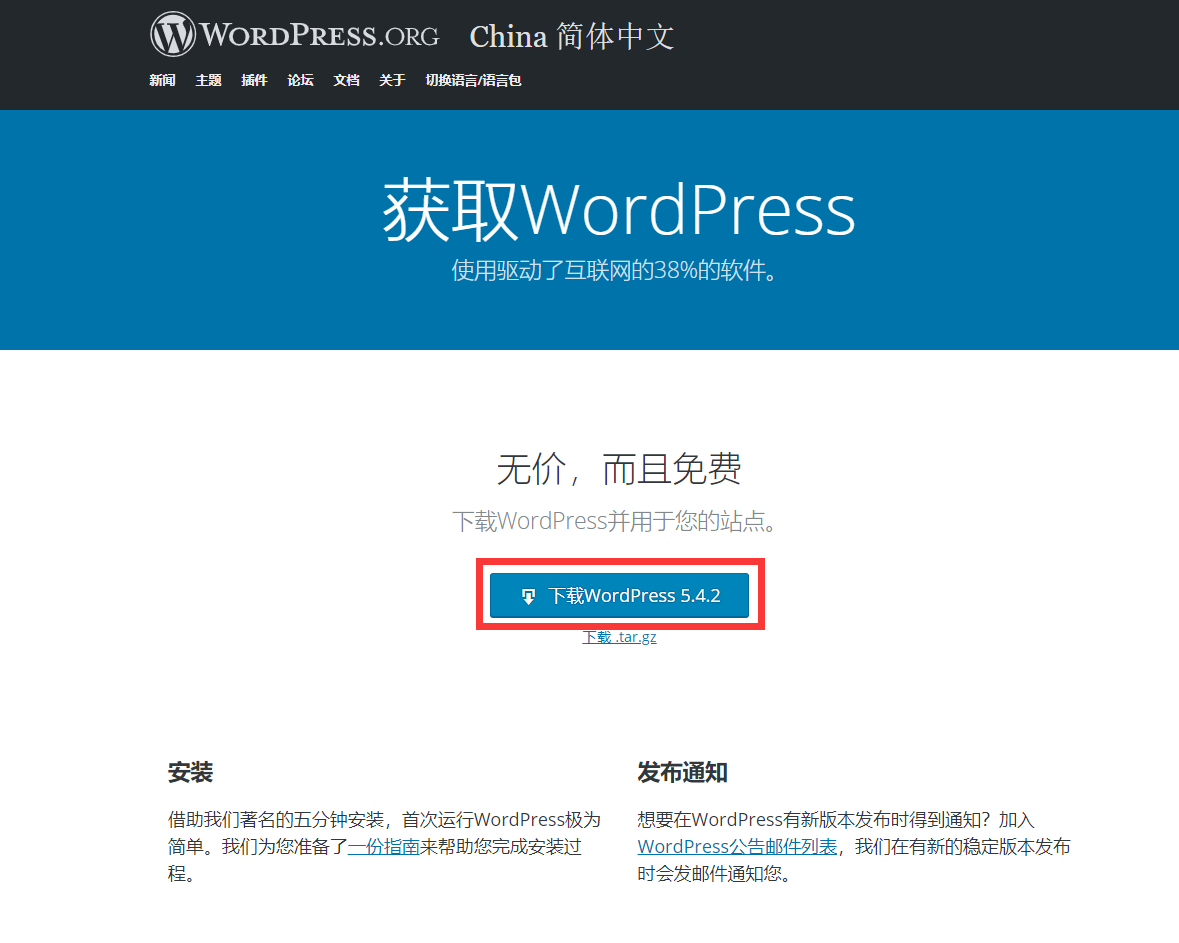 WORDPRESS.ORG China 简体中文
新闻 主题 插件 论坛 文档 关于 切换语言/语言包
获取WordPress
使用驱动了互联网的38%的软件。
无价，而且免费
下载WordPress并用于您的站点。
下载WordPress 5.4.2
下载 .tar.gz
安装
借助我们著名的五分钟安装，首次运行WordPress极为
简单。我们为您准备了一份指南来帮助您完成安装过
程。
发布通知
想要在WordPress有新版本发布时得到通知？加入
WordPress公告邮件列表，我们在有新的稳定版本发布
时会发邮件通知您。